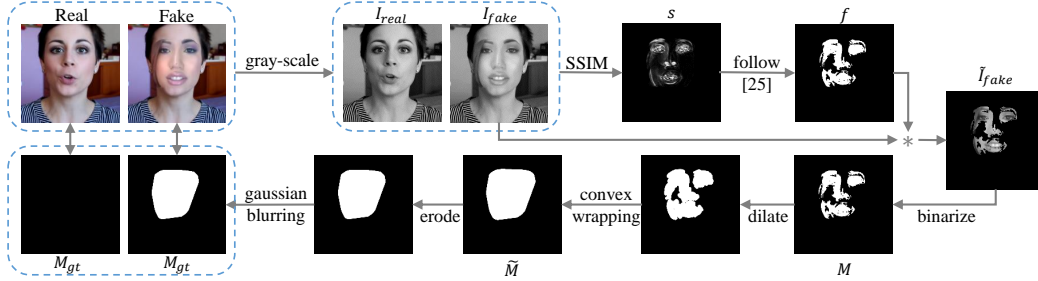 Real Fake
I_real I_fake
s
f
gray-scale
SSIM
follow
[25]
Ĩ_fake
*
gaussian
blurring
erode
convex
wrapping
dilate
binarize
M_gt M_gt
M̃
M